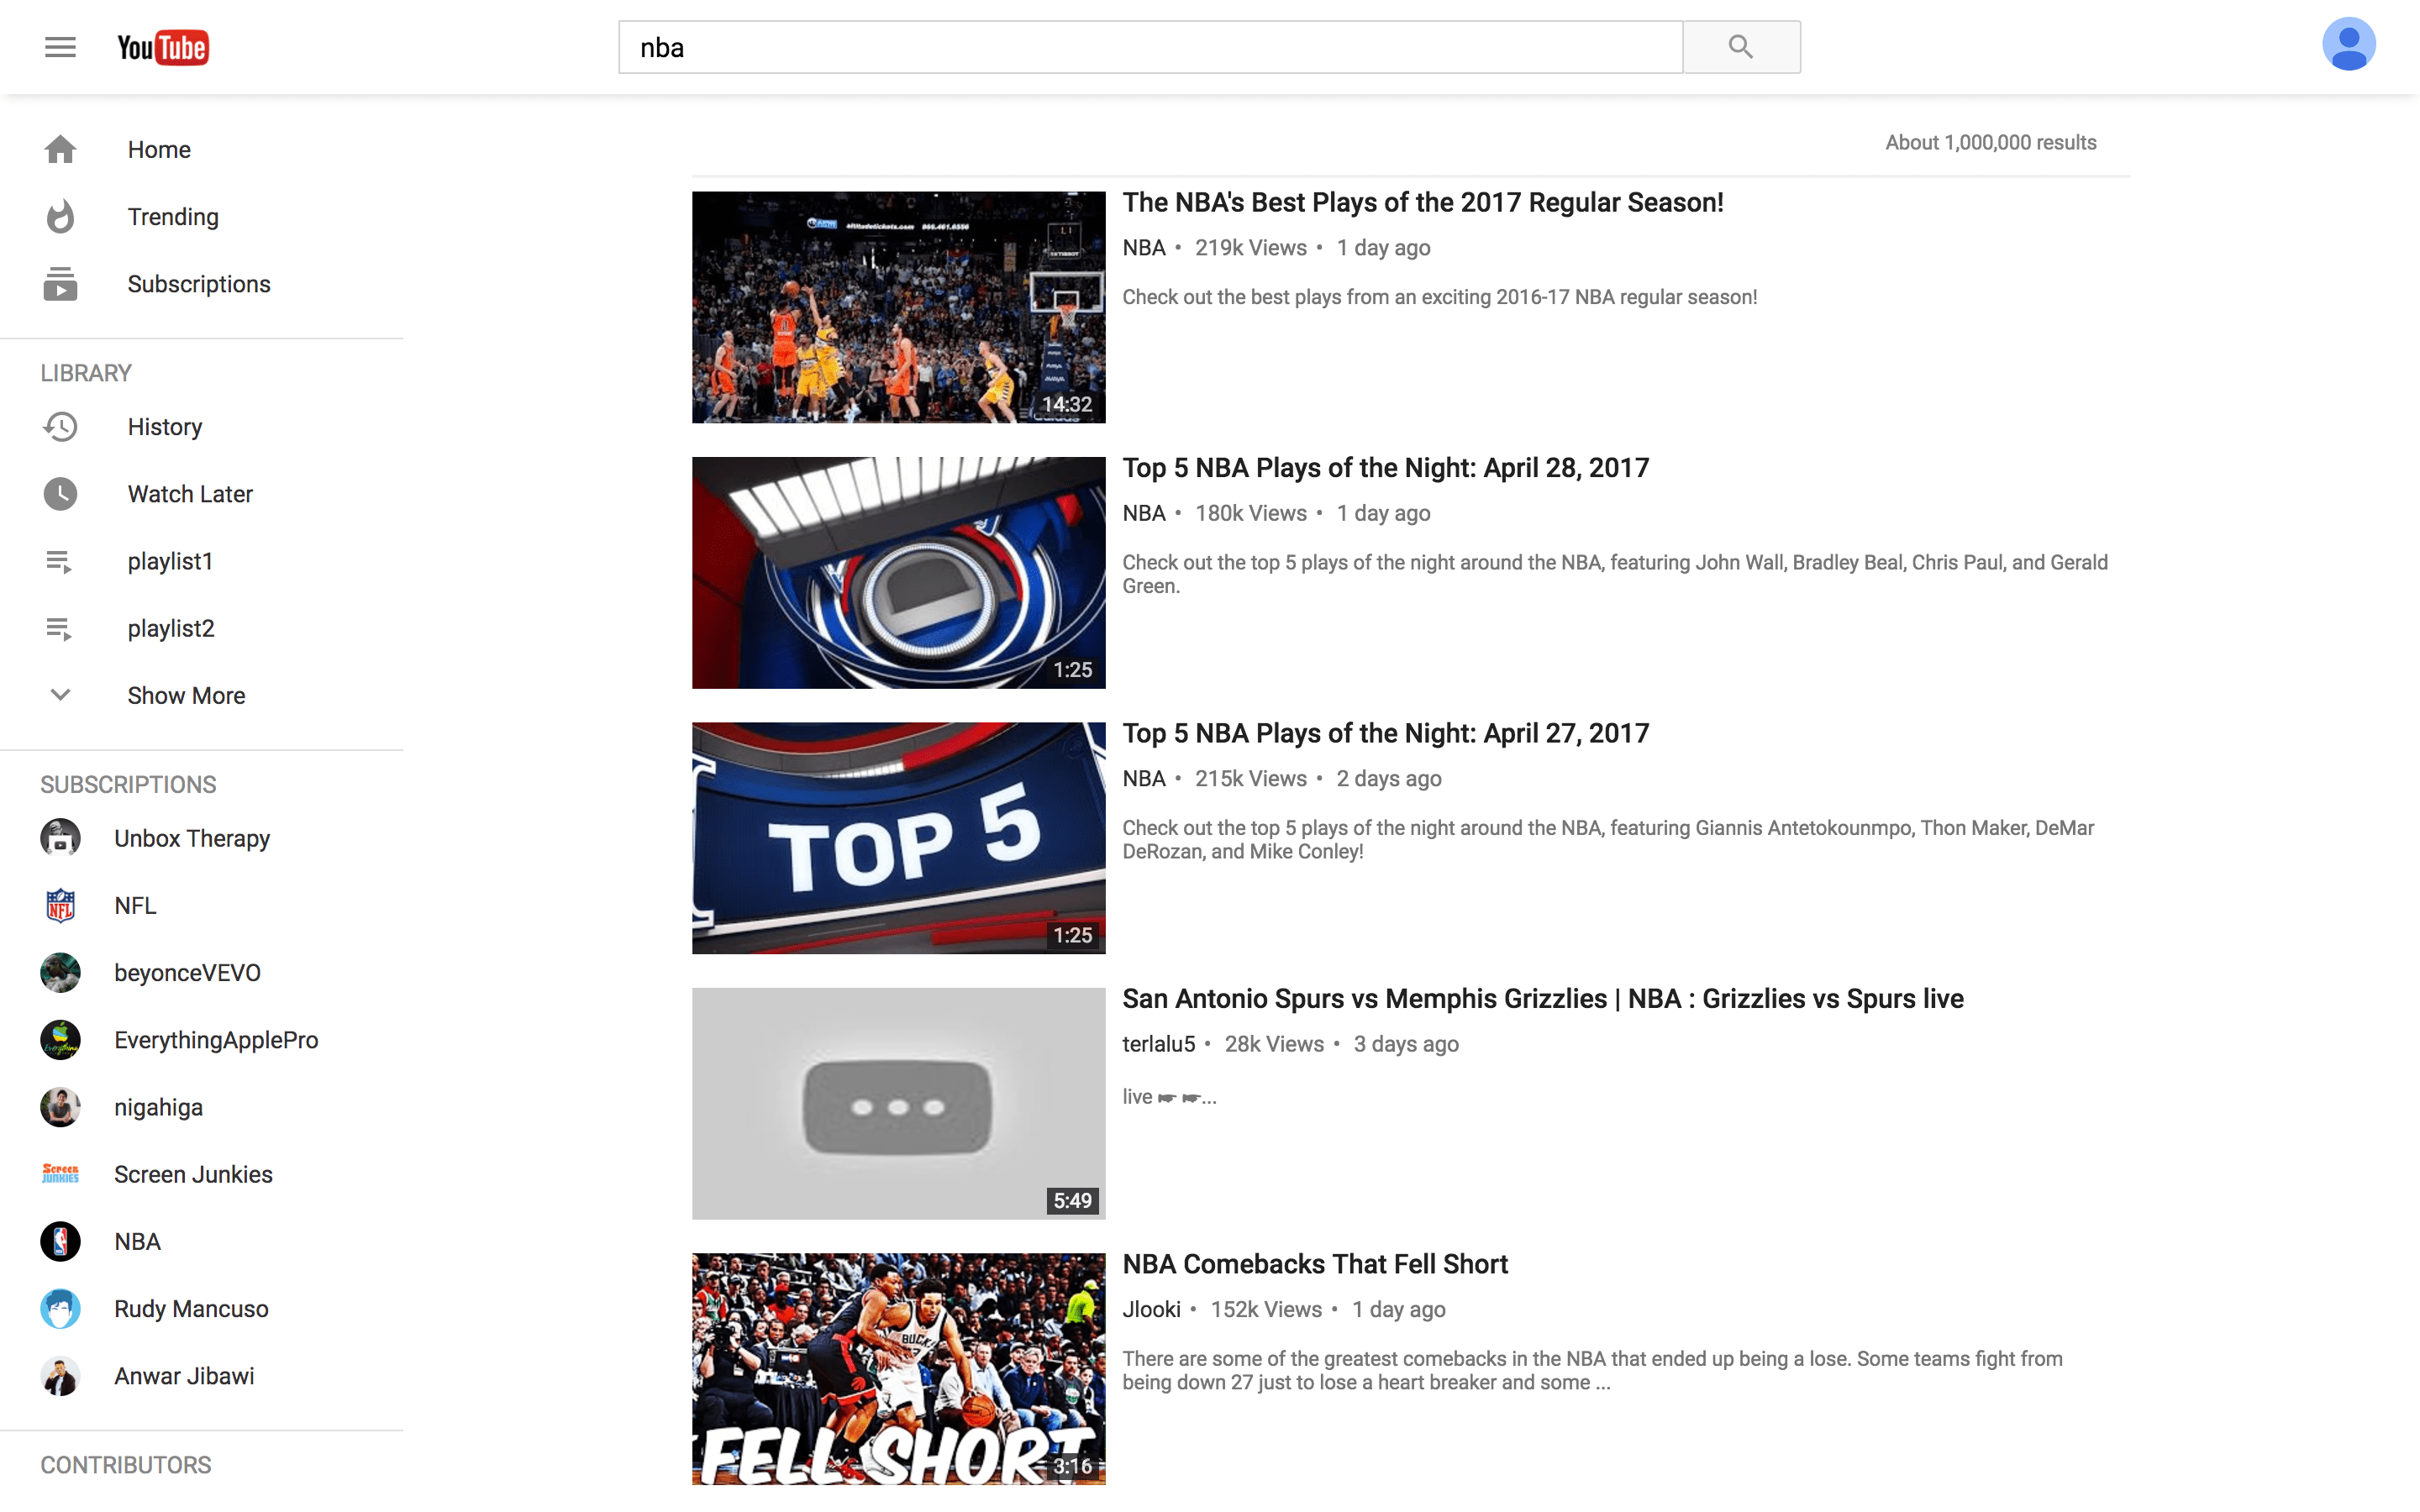 YouTube
nba
Home
Trending
Subscriptions
LIBRARY
History
Watch Later
playlist1
playlist2
Show More
SUBSCRIPTIONS
Unbox Therapy
NFL
NFL
beyonceVEVO
EverythingApplePro
nigahiga
Screen JUNKIES
Screen Junkies
NBA
Rudy Mancuso
Anwar Jibawi
CONTRIBUTORS
About 1,000,000 results
altitudetickets.com
14:32
The NBA's Best Plays of the 2017 Regular Season!
NBA • 219k Views • 1 day ago
Check out the best plays from an exciting 2016-17 NBA regular season!
1:25
Top 5 NBA Plays of the Night: April 28, 2017
NBA • 180k Views • 1 day ago
Check out the top 5 plays of the night around the NBA, featuring John Wall, Bradley Beal, Chris Paul, and Gerald
Green.
TOP 5
1:25
Top 5 NBA Plays of the Night: April 27, 2017
NBA • 215k Views • 2 days ago
Check out the top 5 plays of the night around the NBA, featuring Giannis Antetokounmpo, Thon Maker, DeMar
DeRozan, and Mike Conley!
5:49
San Antonio Spurs vs Memphis Grizzlies | NBA : Grizzlies vs Spurs live
terlalu5 • 28k Views • 3 days ago
live ☛ ☛...
BUCKS
FELL SHORT
3:16
NBA Comebacks That Fell Short
Jlooki • 152k Views • 1 day ago
There are some of the greatest comebacks in the NBA that ended up being a lose. Some teams fight from
being down 27 just to lose a heart breaker and some ...